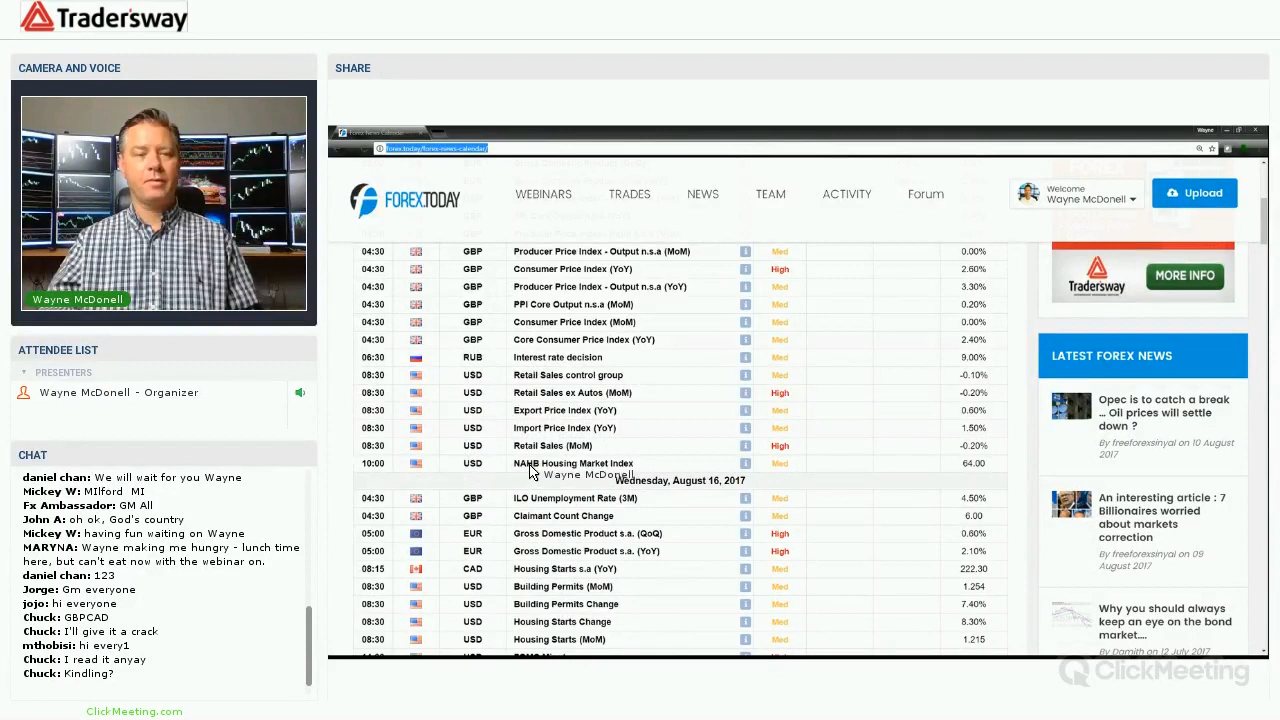 Tradersway
CAMERA AND VOICE
Wayne McDonell
ATTENDEE LIST
PRESENTERS
Wayne McDonell - Organizer
CHAT
daniel chan: We will wait for you Wayne
Mickey W: MIlford MI
Fx Ambassador: GM All
John A: oh ok, God's country
Mickey W: having fun waiting on Wayne
MARYNA: Wayne making me hungry - lunch time
here, but can't eat now with the webinar on.
daniel chan: 123
Jorge: Gm everyone
jojo: hi everyone
Chuck: GBPCAD
Chuck: I'll give it a crack
mthobisi: hi every1
Chuck: I read it anyay
Chuck: Kindling?
ClickMeeting.com
SHARE
Forex News Calendar
Wayne
forex.today/forex-news-calendar/
FOREX.TODAY
WEBINARS TRADES NEWS TEAM ACTIVITY Forum
Welcome
Wayne McDonell
Upload
04:30 GBP Producer Price Index - Output n.s.a (MoM) i Med 0.00%
04:30 GBP Consumer Price Index (YoY) i High 2.60%
04:30 GBP Producer Price Index - Output n.s.a (YoY) i Med 3.30%
04:30 GBP PPI Core Output n.s.a (MoM) i Med 0.20%
04:30 GBP Consumer Price Index (MoM) i Med 0.00%
04:30 GBP Core Consumer Price Index (YoY) i Med 2.40%
06:30 RUB Interest rate decision i Med 9.00%
08:30 USD Retail Sales control group i Med -0.10%
08:30 USD Retail Sales ex Autos (MoM) i High -0.20%
08:30 USD Export Price Index (YoY) i Med 0.60%
08:30 USD Import Price Index (YoY) i Med 1.50%
08:30 USD Retail Sales (MoM) i High -0.20%
10:00 USD NAHB Housing Market Index i Med 64.00
Wayne McDonell
Wednesday, August 16, 2017
04:30 GBP ILO Unemployment Rate (3M) i Med 4.50%
04:30 GBP Claimant Count Change i Med 6.00
05:00 EUR Gross Domestic Product s.a. (QoQ) i High 0.60%
05:00 EUR Gross Domestic Product s.a. (YoY) i High 2.10%
08:15 CAD Housing Starts s.a (YoY) i Med 222.30
08:30 USD Building Permits (MoM) i Med 1.254
08:30 USD Building Permits Change i Med 7.40%
08:30 USD Housing Starts Change i Med 8.30%
08:30 USD Housing Starts (MoM) i Med 1.215
Tradersway
MORE INFO
LATEST FOREX NEWS
Opec is to catch a break
... Oil prices will settle
down ?
By freeforexsinyal on 10 August
2017
An interesting article : 7
Billionaires worried
about markets
correction
By freeforexsinyal on 09
August 2017
Why you should always
keep an eye on the bond
market....
By Damith on 12 July 2017
ClickMeeting